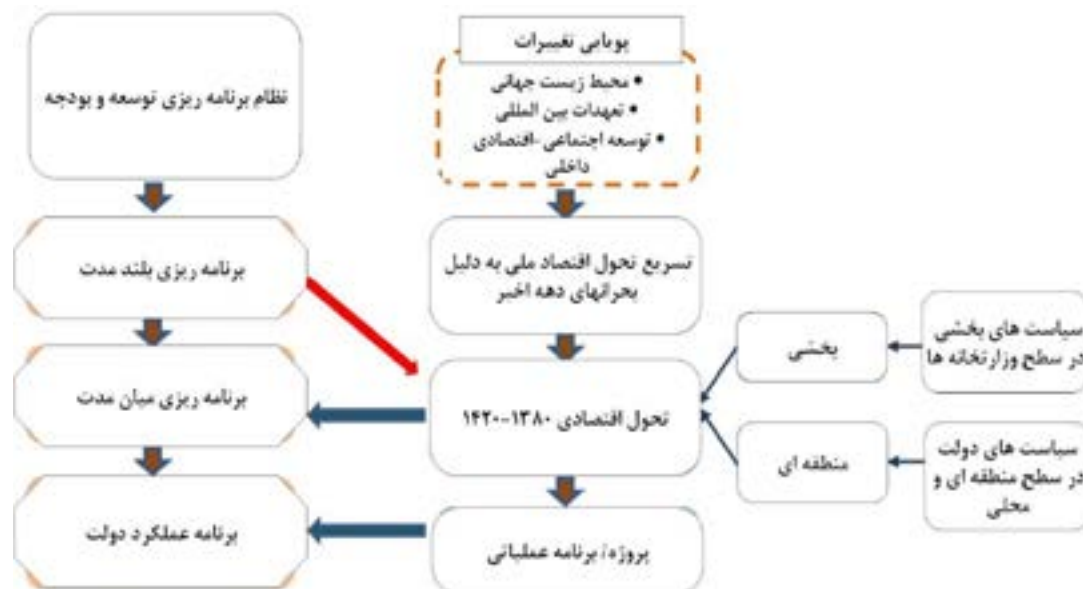 پویایی تغییرات
• محیط زیست جهانی
• تعهدات بین المللی
• توسعه اجتماعی -اقتصادی
داخلی
تسریع تحول اقتصاد ملی به دلیل
بحرانهای دهه اخیر
تحول اقتصادی ۱۳۸۰-۱۴۲۰
پروژه/ برنامه عملیاتی
سیاست های بخشی
در سطح وزارتخانه ها
بخشی
سیاست های دولت
در سطح منطقه ای و
محلی
منطقه ای
نظام برنامه ریزی توسعه و بودجه
برنامه ریزی بلند مدت
برنامه ریزی میان مدت
برنامه عملکرد دولت